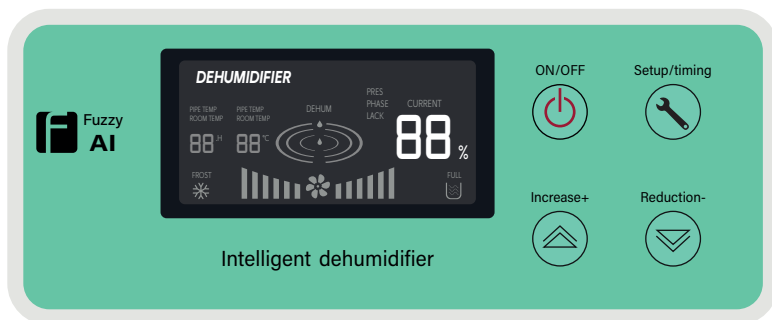 Fuzzy
AI
DEHUMIDIFIER
PIPE TEMP
ROOM TEMP
PIPE TEMP
ROOM TEMP
DEHUM
PRES
PHASE
LACK
CURRENT
88 .H
88 °C
88 %
FROST
FULL
Intelligent dehumidifier
ON/OFF
Setup/timing
Increase+
Reduction-